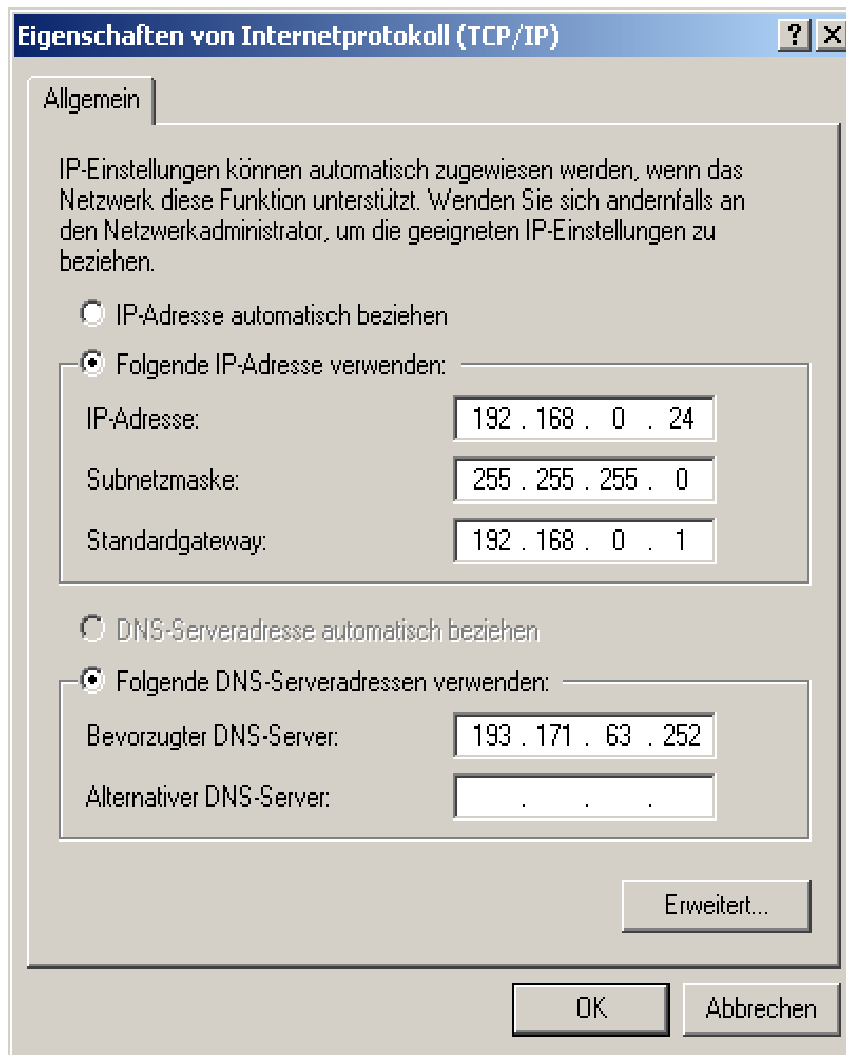 Eigenschaften von Internetprotokoll (TCP/IP)
Allgemein
IP-Einstellungen können automatisch zugewiesen werden, wenn das
Netzwerk diese Funktion unterstützt. Wenden Sie sich andernfalls an
den Netzwerkadministrator, um die geeigneten IP-Einstellungen zu
beziehen.
IP-Adresse automatisch beziehen
Folgende IP-Adresse verwenden:
IP-Adresse: 192 . 168 . 0 . 24
Subnetzmaske: 255 . 255 . 255 . 0
Standardgateway: 192 . 168 . 0 . 1
DNS-Serveradresse automatisch beziehen
Folgende DNS-Serveradressen verwenden:
Bevorzugter DNS-Server: 193 . 171 . 63 . 252
Alternativer DNS-Server: . . .
Erweitert...
OK Abbrechen